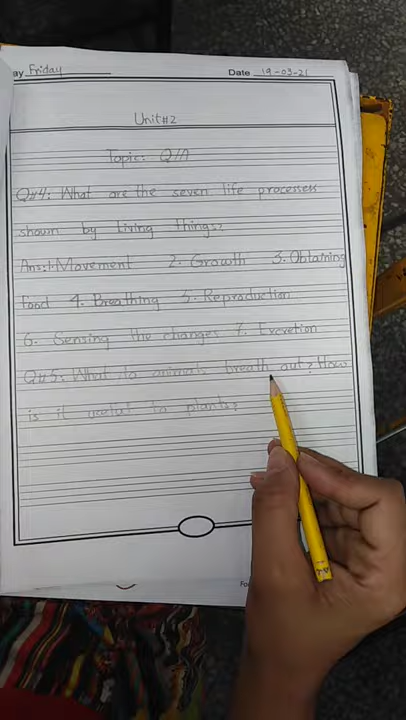 ay Friday Date 19-03-21
Unit#2
Topic: Q/A
Q#4: What are the seven life processes
shown by Living things?
Ans:1.Movement 2. Growth 3. Obtaining
Food 4. Breathing 5. Reproduction
6. Sensing the changes 7. Excretion
Q#5: What do animals breath out? How
is it useful to plants?